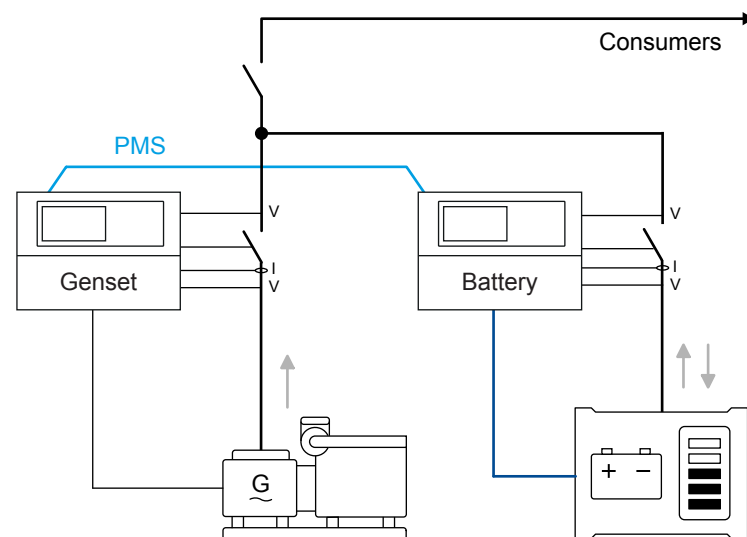 Consumers
PMS
V
V
Genset
I
V
Battery
I
V
G
+ −